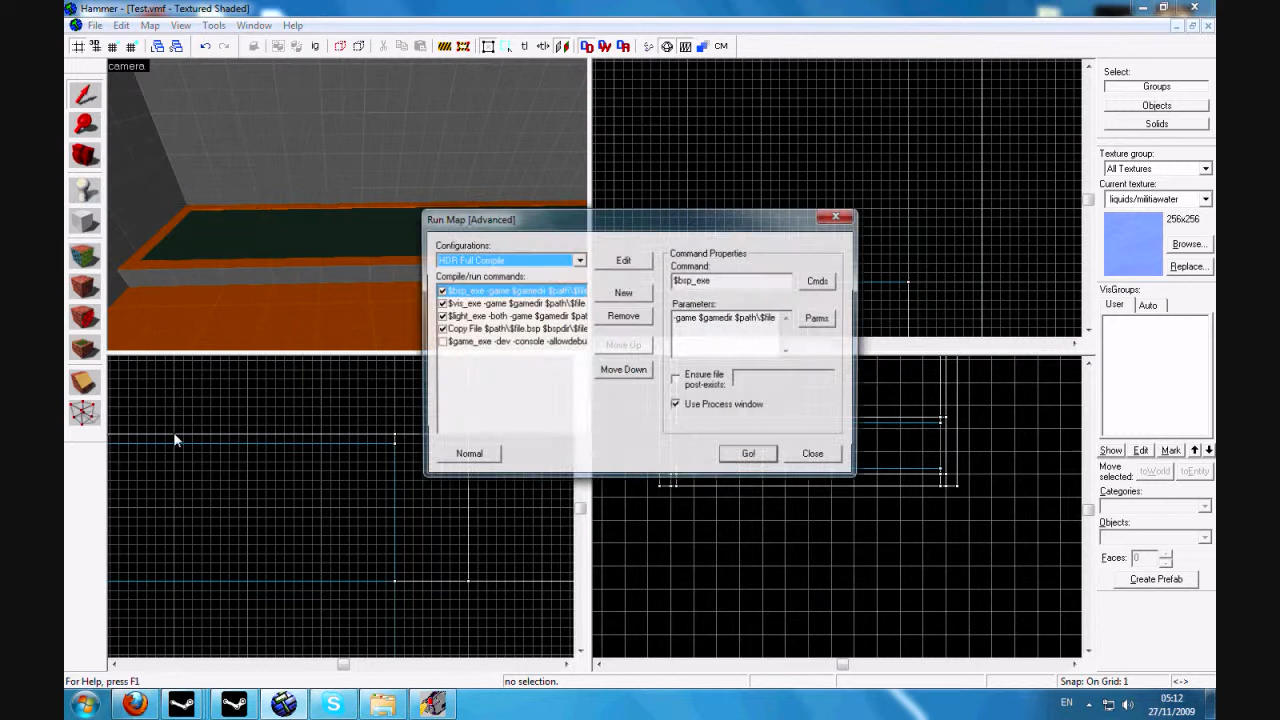 Hammer - [Test.vmf - Textured Shaded]
File Edit Map View Tools Window Help
camera
Run Map [Advanced]
Configurations:
HDR Full Compile
Edit
Compile/run commands:
$bsp_exe -game $gamedir $path\$file
$vis_exe -game $gamedir $path\$file
$light_exe -both -game $gamedir $pat
Copy File $path\$file.bsp $bspdir\$file
$game_exe -dev -console -allowdebu
New
Remove
Move Up
Move Down
Normal
Command Properties
Command:
$bsp_exe
Cmds
Parameters:
-game $gamedir $path\$file
Parms
Ensure file
post-exists:
Use Process window
Go!
Close
Select:
Groups
Objects
Solids
Texture group:
All Textures
Current texture:
liquids/militiawater
256x256
Browse...
Replace...
VisGroups:
User Auto
Show Edit Mark
Move
selected:
toWorld toEntity
Categories:
Objects:
Faces: 0
Create Prefab
For Help, press F1
no selection.
Snap: On Grid: 1
<->
EN
05:12
27/11/2009